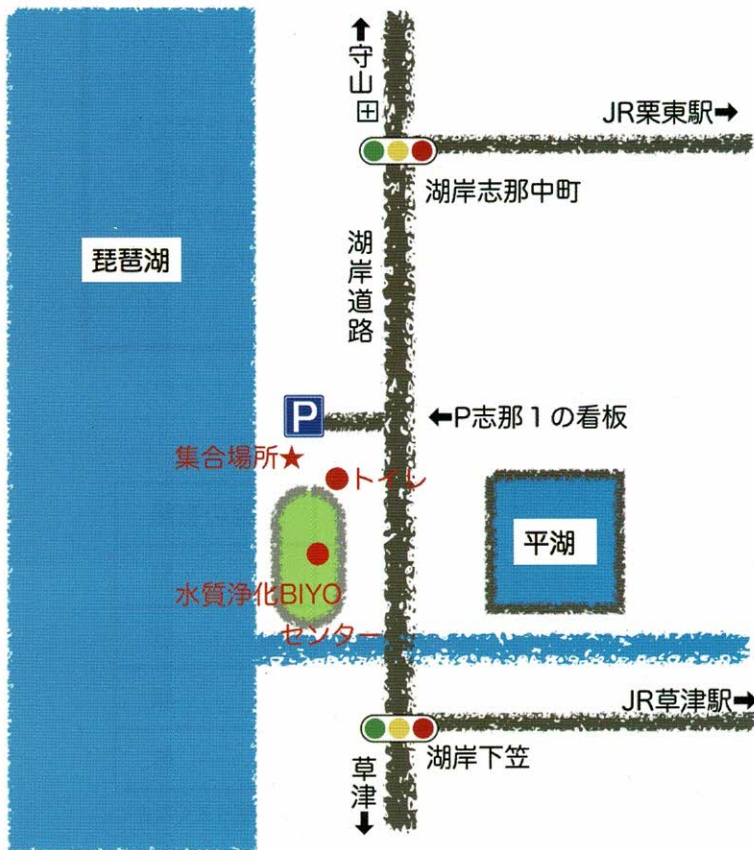 ↑守山
JR栗東駅→
湖岸志那中町
湖岸道路
琵琶湖
P
←P志那1の看板
集合場所★
トイレ
平湖
水質浄化BIYO
センター
JR草津駅→
湖岸下笠
草津↓